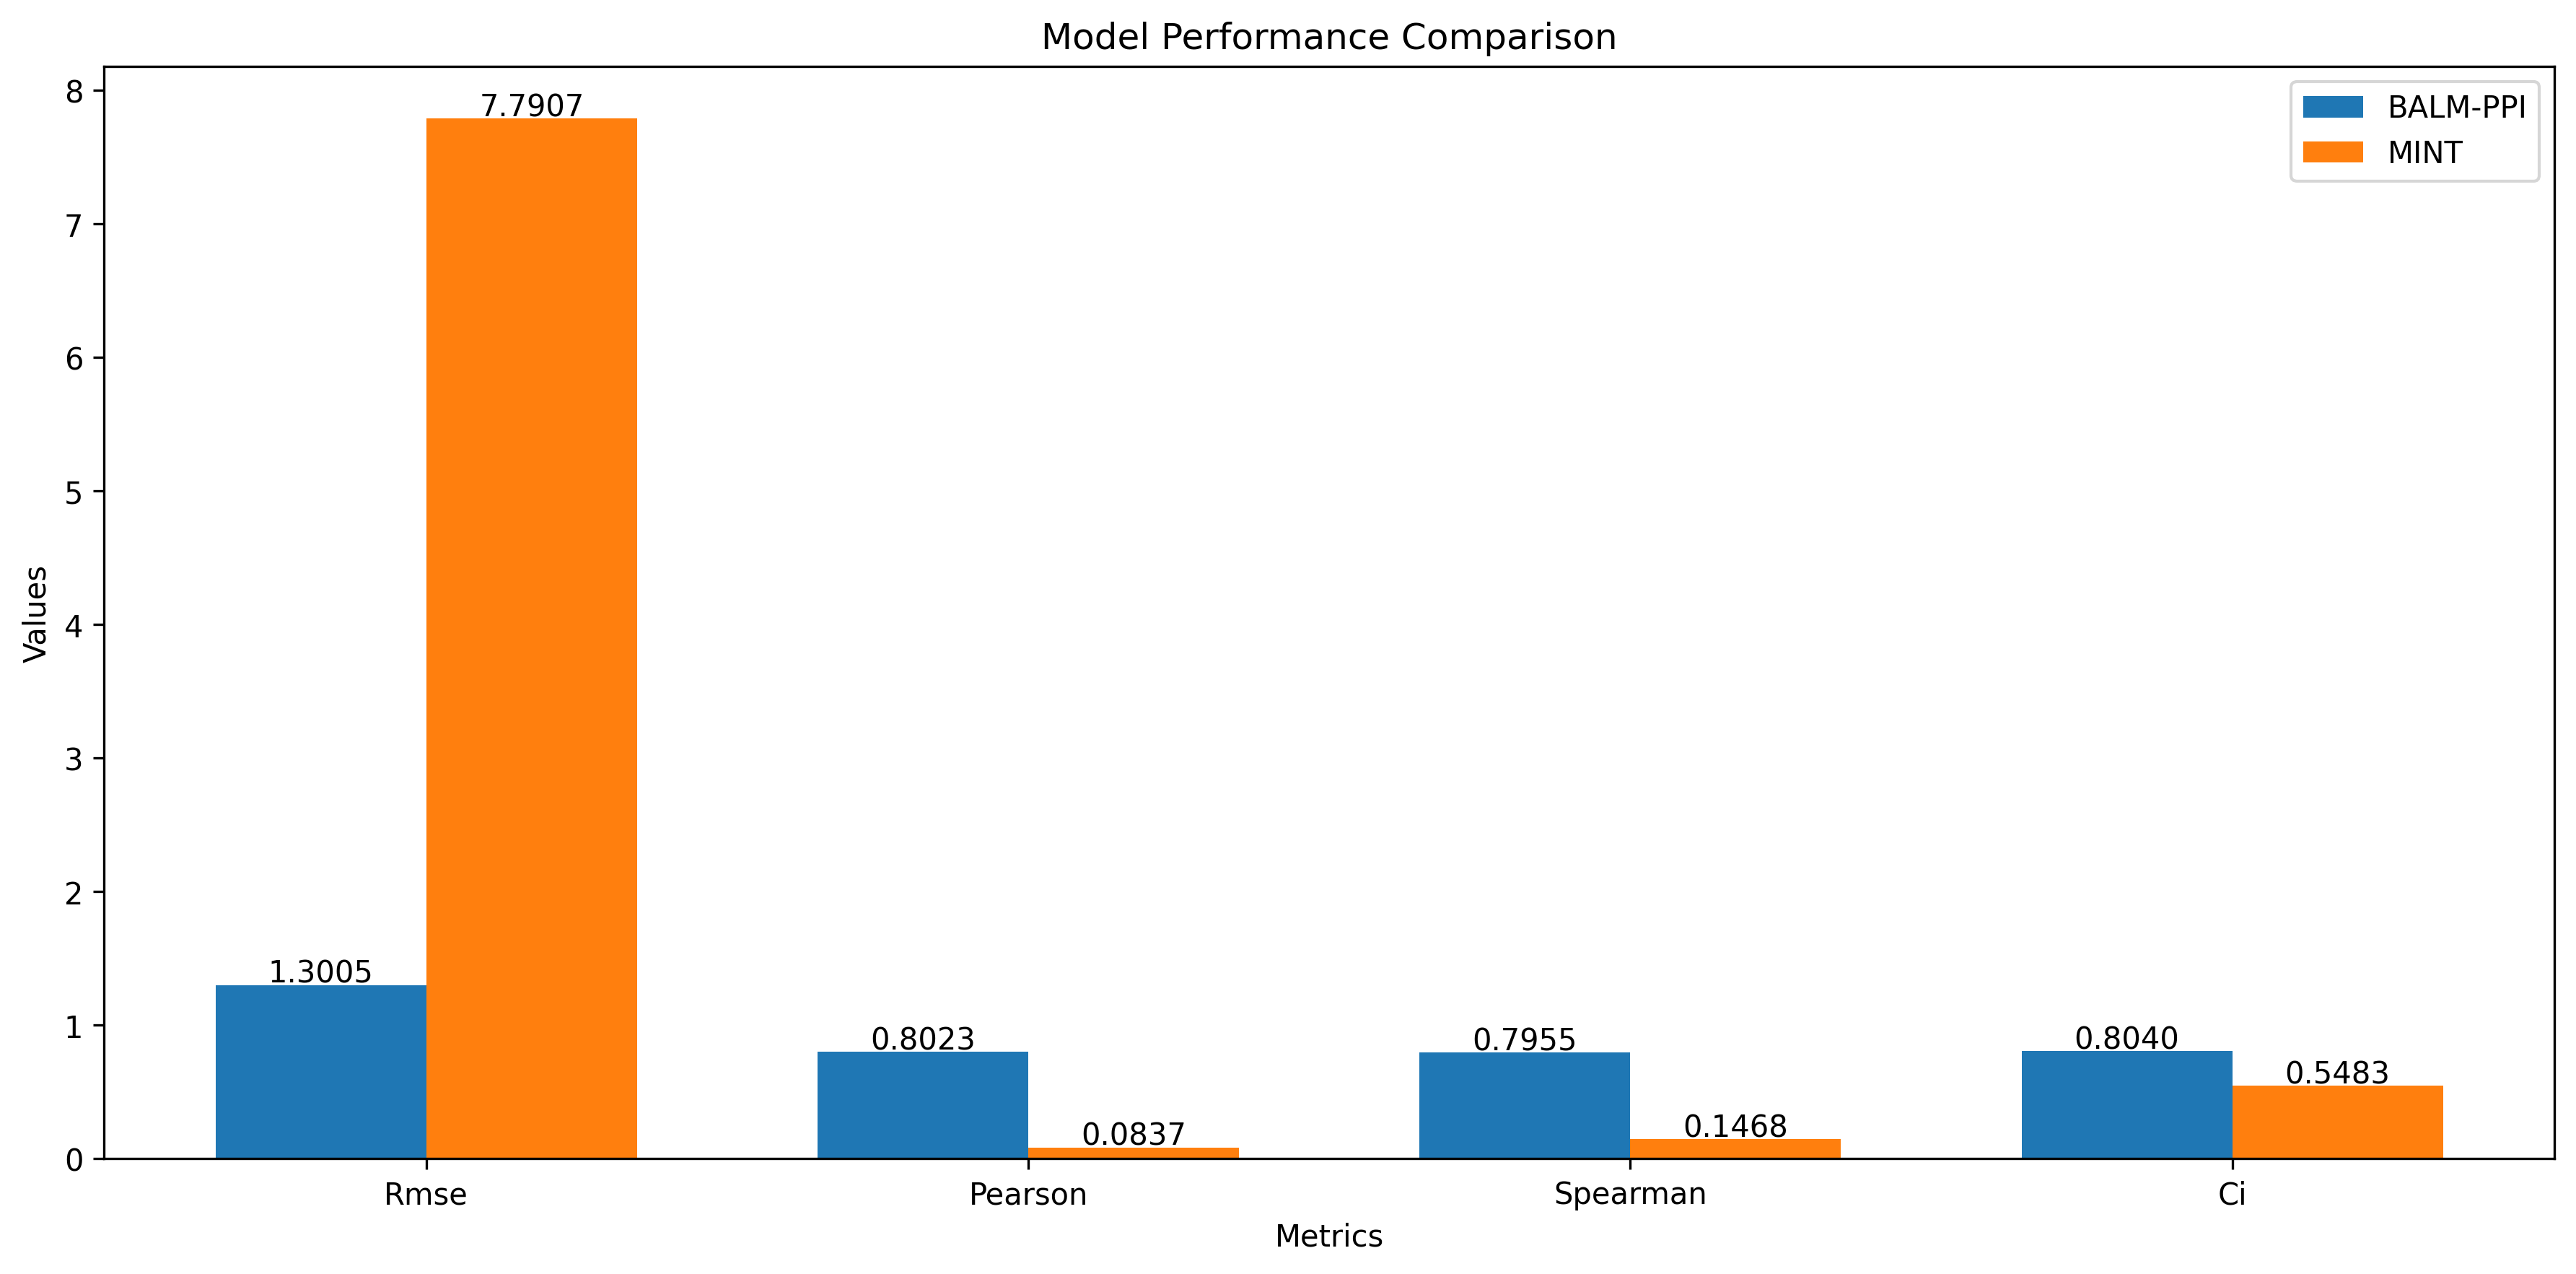 Model Performance Comparison
BALM-PPI
MINT
Values
8
7
6
5
4
3
2
1
0
1.3005
7.7907
0.8023
0.0837
0.7955
0.1468
0.8040
0.5483
Rmse
Pearson
Spearman
Ci
Metrics